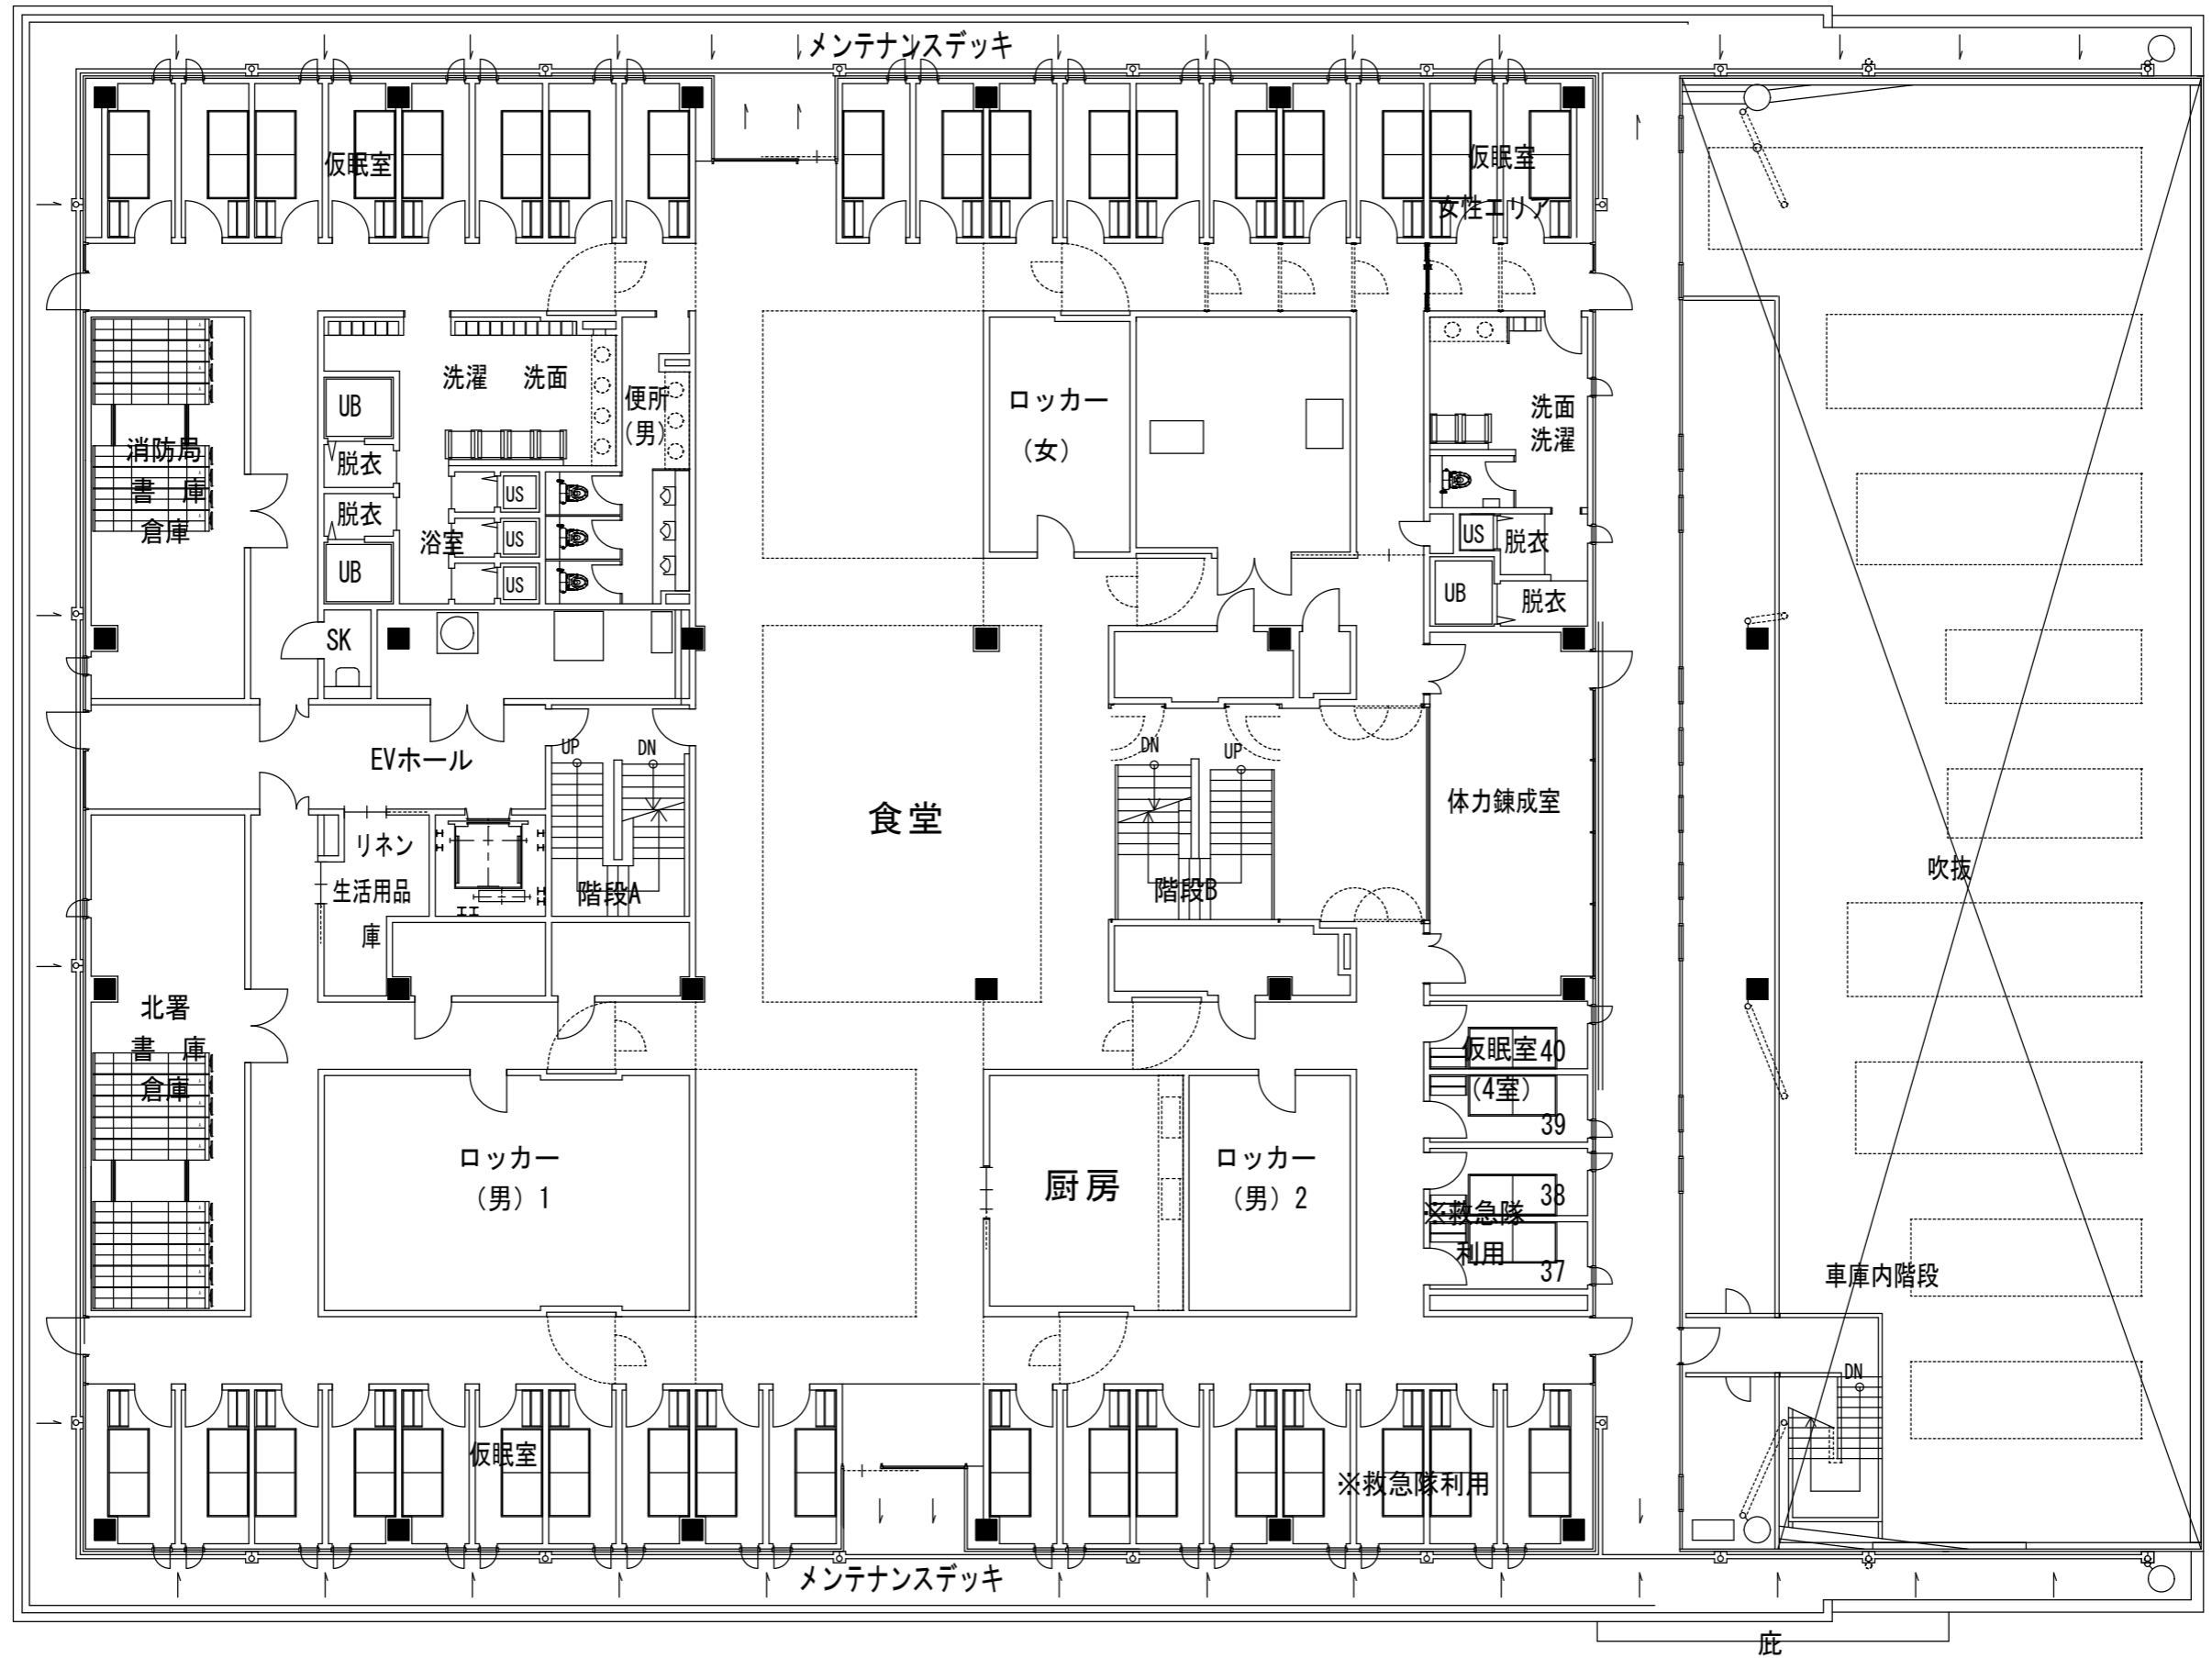 メンテナンスデッキ
仮眠室
仮眠室
女性エリア
洗濯
洗面
便所
(男)
UB
脱衣
脱衣
UB
浴室
US
US
US
SK
消防局
書 庫
倉庫
ロッカー
(女)
洗面
洗濯
US
脱衣
UB
脱衣
EVホール
UP
DN
階段A
リネン
生活用品
庫
食堂
DN
UP
階段B
体力錬成室
吹抜
北署
書 庫
倉庫
仮眠室
(4室)
40
39
38
※救急隊
利用
37
ロッカー
(男)1
厨房
ロッカー
(男)2
車庫内階段
DN
仮眠室
※救急隊利用
メンテナンスデッキ
庇